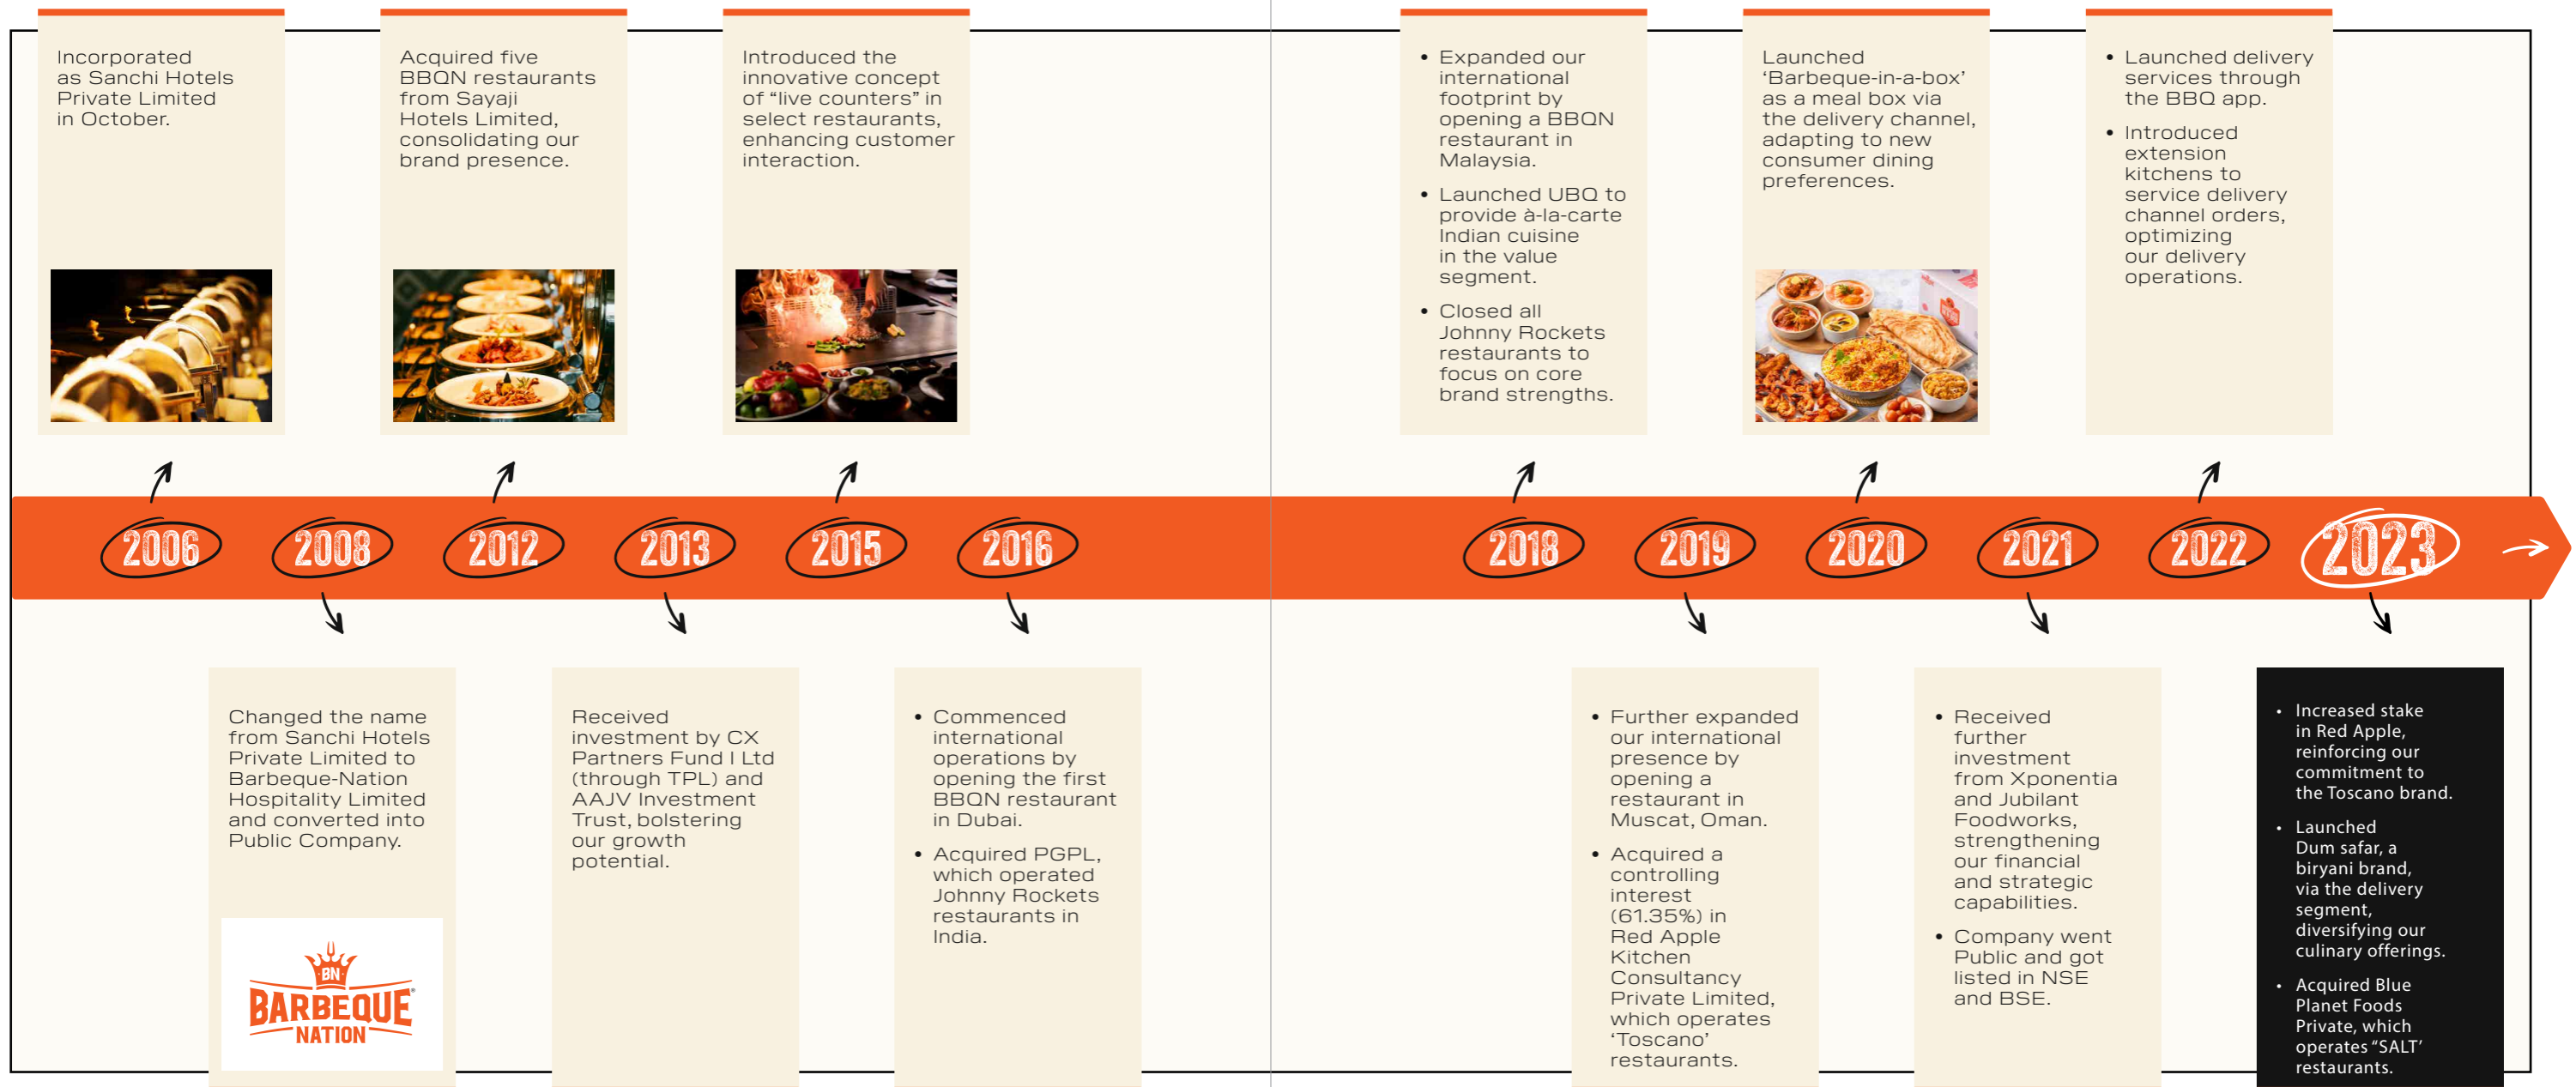 Incorporated
as Sanchi Hotels
Private Limited
in October.
Acquired five
BBQN restaurants
from Sayaji
Hotels Limited,
consolidating our
brand presence.
Introduced the
innovative concept
of “live counters” in
select restaurants,
enhancing customer
interaction.
• Expanded our
international
footprint by
opening a BBQN
restaurant in
Malaysia.
• Launched UBQ to
provide à-la-carte
Indian cuisine
in the value
segment.
• Closed all
Johnny Rockets
restaurants to
focus on core
brand strengths.
Launched
‘Barbeque-in-a-box’
as a meal box via
the delivery channel,
adapting to new
consumer dining
preferences.
• Launched delivery
services through
the BBQ app.
• Introduced
extension
kitchens to
service delivery
channel orders,
optimizing
our delivery
operations.
2006 2008 2012 2013 2015 2016 2018 2019 2020 2021 2022 2023
Changed the name
from Sanchi Hotels
Private Limited to
Barbeque-Nation
Hospitality Limited
and converted into
Public Company.
BN
BARBEQUE®
NATION
Received
investment by CX
Partners Fund I Ltd
(through TPL) and
AAJV Investment
Trust, bolstering
our growth
potential.
• Commenced
international
operations by
opening the first
BBQN restaurant
in Dubai.
• Acquired PGPL,
which operated
Johnny Rockets
restaurants in
India.
• Further expanded
our international
presence by
opening a
restaurant in
Muscat, Oman.
• Acquired a
controlling
interest
(61.35%) in
Red Apple
Kitchen
Consultancy
Private Limited,
which operates
‘Toscano’
restaurants.
• Received
further
investment
from Xponentia
and Jubilant
Foodworks,
strengthening
our financial
and strategic
capabilities.
• Company went
Public and got
listed in NSE
and BSE.
• Increased stake
in Red Apple,
reinforcing our
commitment to
the Toscano brand.
• Launched
Dum safar, a
biryani brand,
via the delivery
segment,
diversifying our
culinary offerings.
• Acquired Blue
Planet Foods
Private, which
operates “SALT’
restaurants.